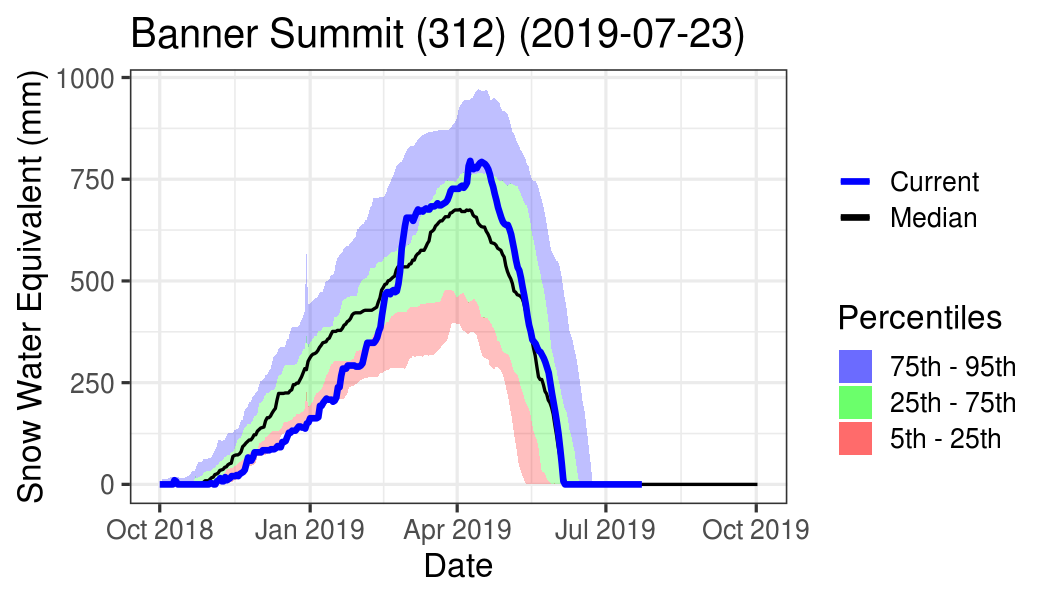 Banner Summit (312) (2019-07-23)
Snow Water Equivalent (mm)
1000
750
500
250
0
Oct 2018
Jan 2019
Apr 2019
Jul 2019
Oct 2019
Date
Current
Median
Percentiles
75th - 95th
25th - 75th
5th - 25th